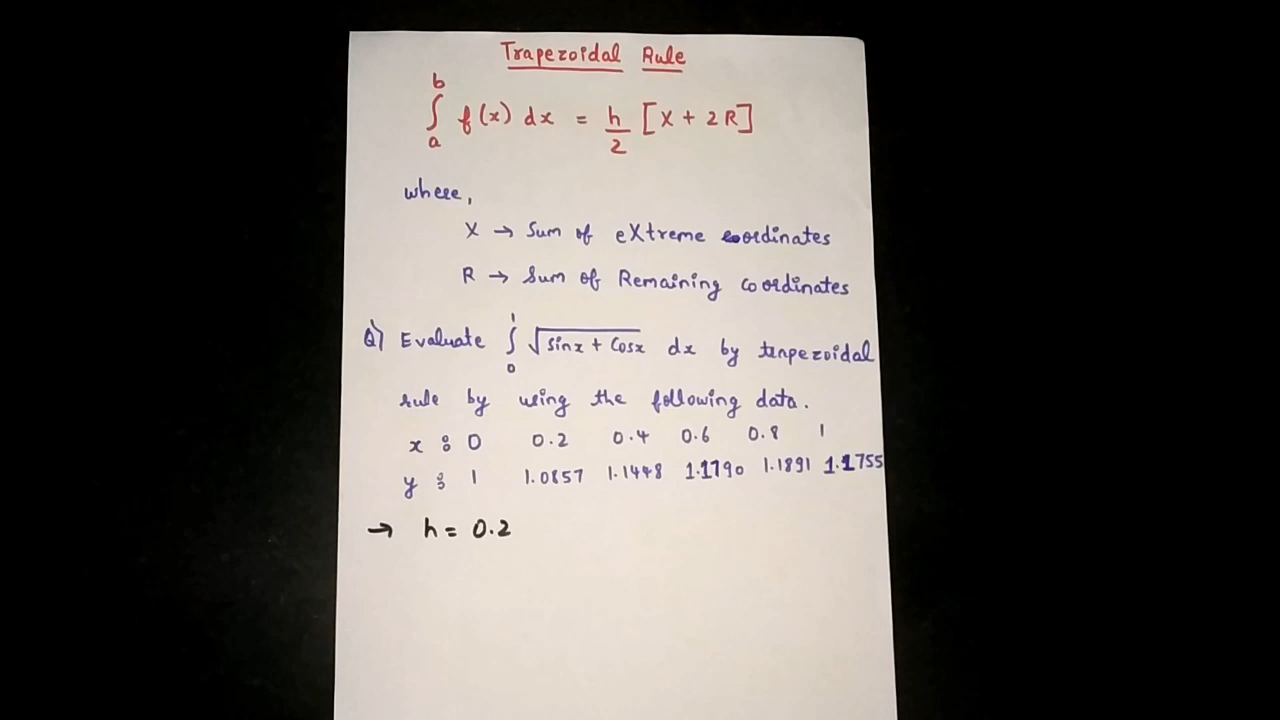 Trapezoidal Rule
∫ₐᵇ f(x) dx = h/2 [X + 2R]
where,
X → Sum of eXtreme coordinates
R → Sum of Remaining coordinates
Q) Evaluate ∫₀¹ √(sinx + Cosx) dx by trapezoidal
rule by using the following data.
x : 0 0.2 0.4 0.6 0.8 1
y : 1 1.0857 1.1448 1.1790 1.1891 1.1755
→ h = 0.2